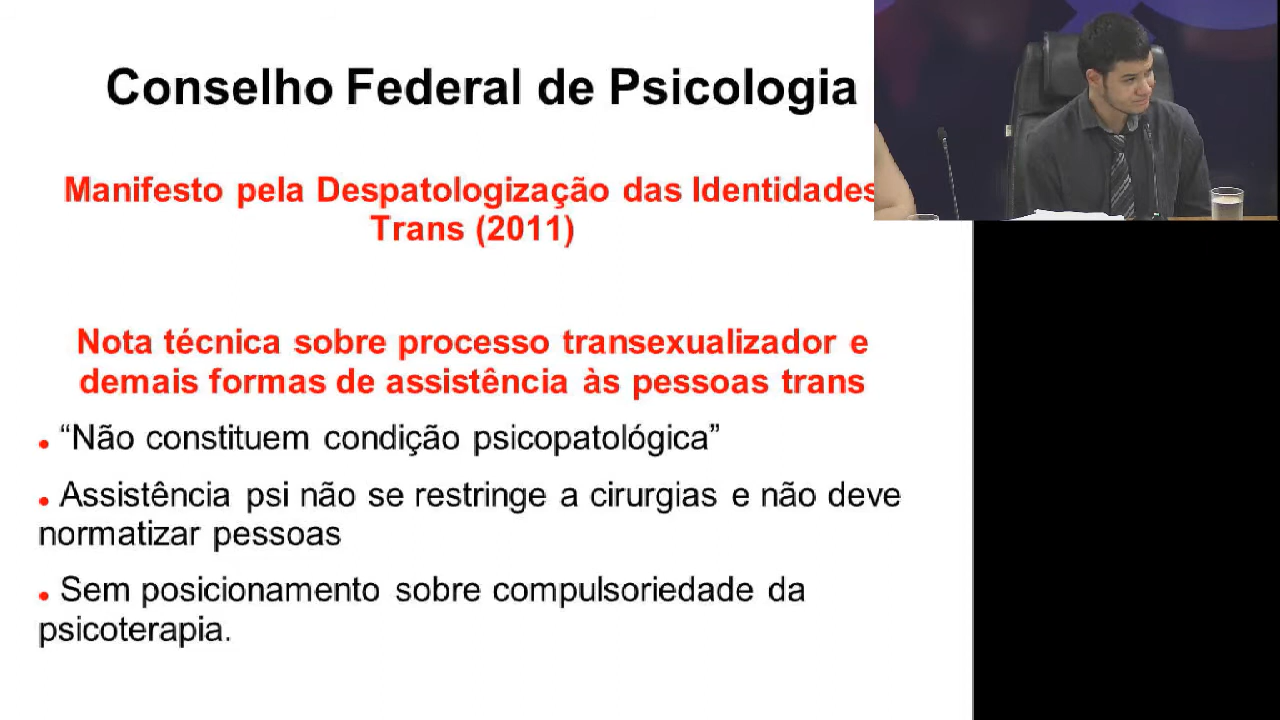 Conselho Federal de Psicologia
Manifesto pela Despatologização das Identidades
Trans (2011)
Nota técnica sobre processo transexualizador e
demais formas de assistência às pessoas trans
• “Não constituem condição psicopatológica”
• Assistência psi não se restringe a cirurgias e não deve
normatizar pessoas
• Sem posicionamento sobre compulsoriedade da
psicoterapia.